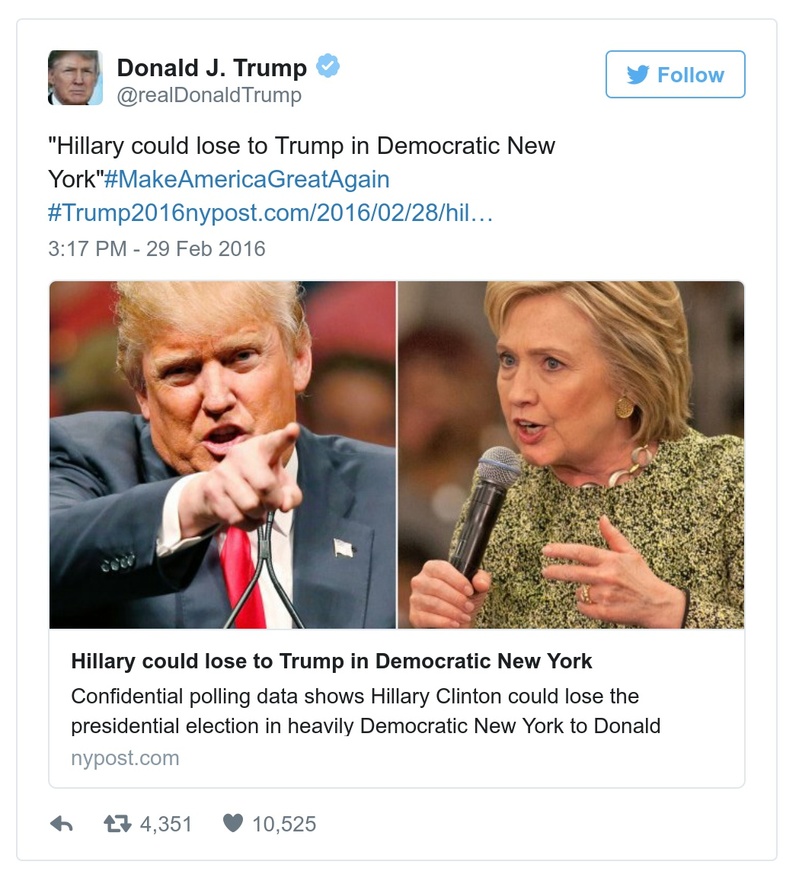 Donald J. Trump
@realDonaldTrump
Follow
"Hillary could lose to Trump in Democratic New
York"#MakeAmericaGreatAgain
#Trump2016nypost.com/2016/02/28/hil…
3:17 PM - 29 Feb 2016
Hillary could lose to Trump in Democratic New York
Confidential polling data shows Hillary Clinton could lose the
presidential election in heavily Democratic New York to Donald
nypost.com
4,351 10,525